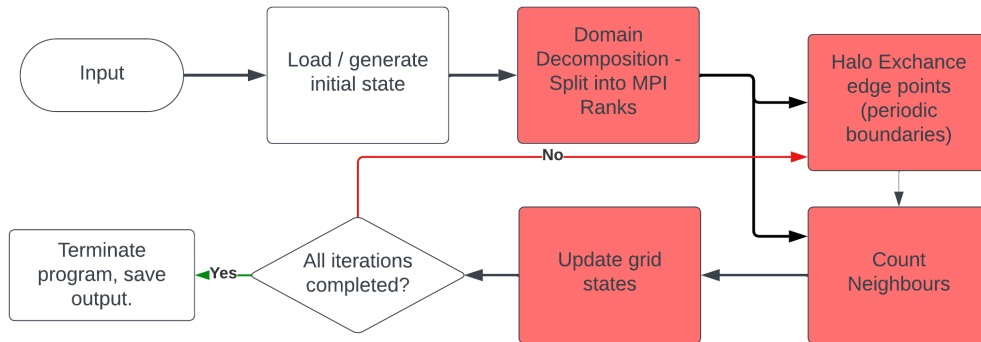 Input
Load / generate
initial state
Domain
Decomposition -
Split into MPI
Ranks
Halo Exchance
edge points
(periodic
boundaries)
No
Terminate
program, save
output.
Yes
All iterations
completed?
Update grid
states
Count
Neighbours